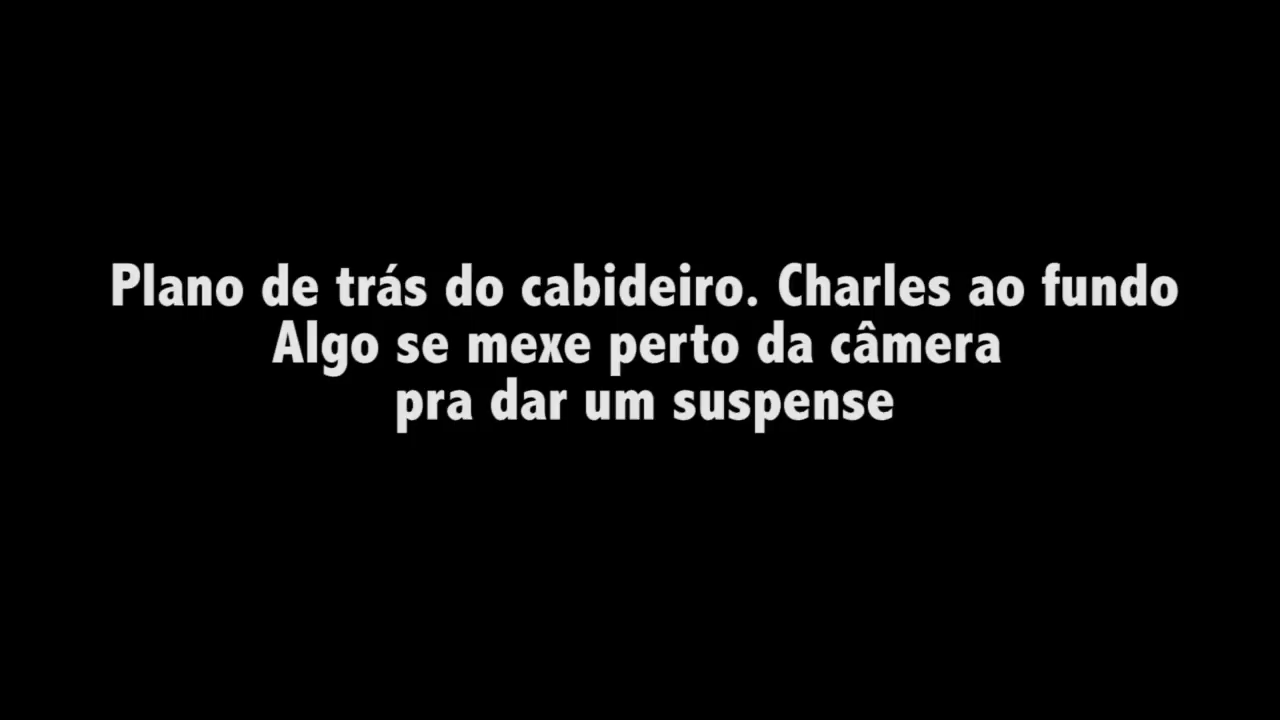 Plano de trás do cabideiro. Charles ao fundo
Algo se mexe perto da câmera
pra dar um suspense